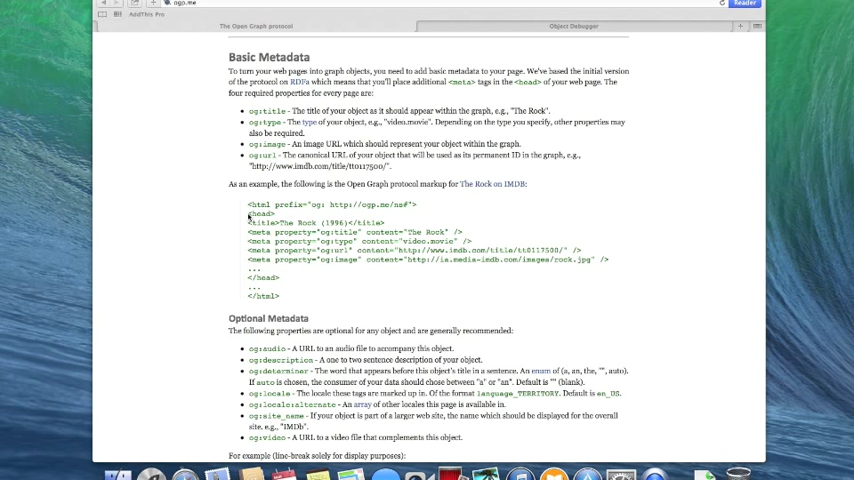 ogp.me
Reader
AddThis Pro
The Open Graph protocol
Object Debugger
Basic Metadata
To turn your web pages into graph objects, you need to add basic metadata to your page. We've based the initial version
of the protocol on RDFa which means that you'll place additional <meta> tags in the <head> of your web page. The
four required properties for every page are:
og:title - The title of your object as it should appear within the graph, e.g., "The Rock".
og:type - The type of your object, e.g., "video.movie". Depending on the type you specify, other properties may
also be required.
og:image - An image URL which should represent your object within the graph.
og:url - The canonical URL of your object that will be used as its permanent ID in the graph, e.g.,
"http://www.imdb.com/title/tt0117500/".
As an example, the following is the Open Graph protocol markup for The Rock on IMDB:
<html prefix="og: http://ogp.me/ns#">
<head>
<title>The Rock (1996)</title>
<meta property="og:title" content="The Rock" />
<meta property="og:type" content="video.movie" />
<meta property="og:url" content="http://www.imdb.com/title/tt0117500/" />
<meta property="og:image" content="http://ia.media-imdb.com/images/rock.jpg" />
...
</head>
...
</html>
Optional Metadata
The following properties are optional for any object and are generally recommended:
og:audio - A URL to an audio file to accompany this object.
og:description - A one to two sentence description of your object.
og:determiner - The word that appears before this object's title in a sentence. An enum of (a, an, the, "", auto).
If auto is chosen, the consumer of your data should chose between "a" or "an". Default is "" (blank).
og:locale - The locale these tags are marked up in. Of the format language_TERRITORY. Default is en_US.
og:locale:alternate - An array of other locales this page is available in.
og:site_name - If your object is part of a larger web site, the name which should be displayed for the overall
site. e.g., "IMDb".
og:video - A URL to a video file that complements this object.
For example (line-break solely for display purposes):